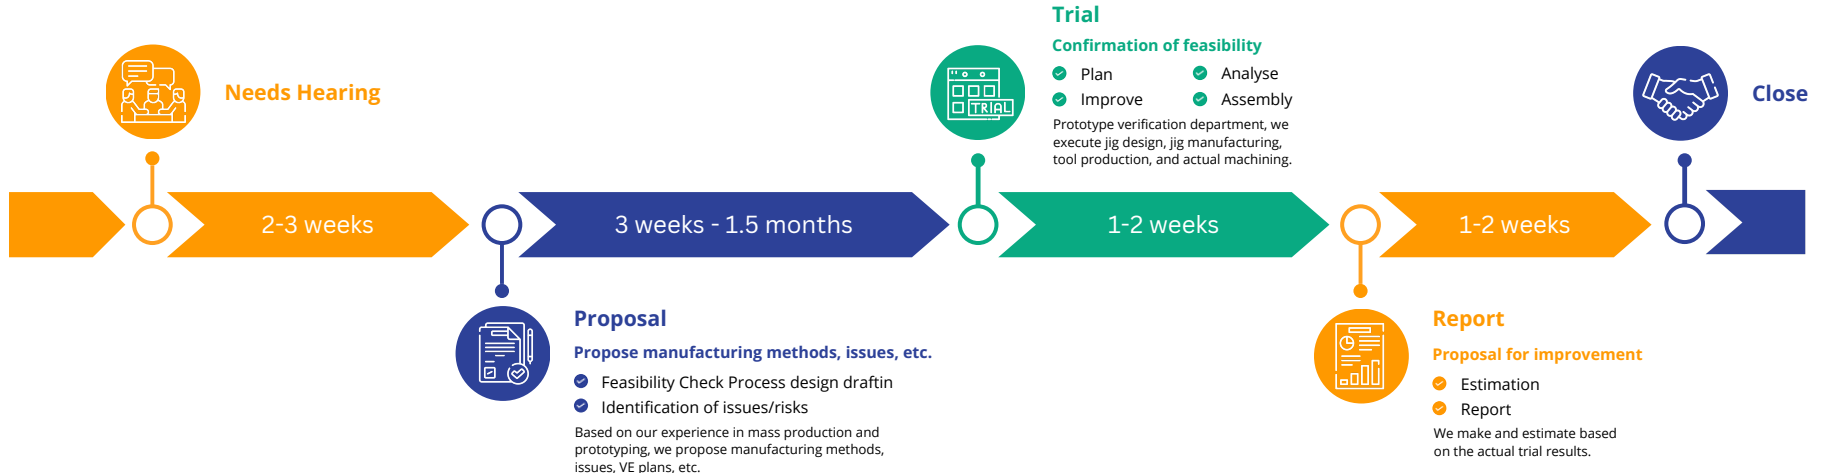 Needs Hearing
2-3 weeks
Proposal
Propose manufacturing methods, issues, etc.
Feasibility Check Process design draftin
Identification of issues/risks
Based on our experience in mass production and
prototyping, we propose manufacturing methods,
issues, VE plans, etc.
3 weeks - 1.5 months
Trial
Confirmation of feasibility
Plan
Analyse
Improve
Assembly
Prototype verification department, we
execute jig design, jig manufacturing,
tool production, and actual machining.
TRIAL
1-2 weeks
Report
Proposal for improvement
Estimation
Report
We make and estimate based
on the actual trial results.
1-2 weeks
Close